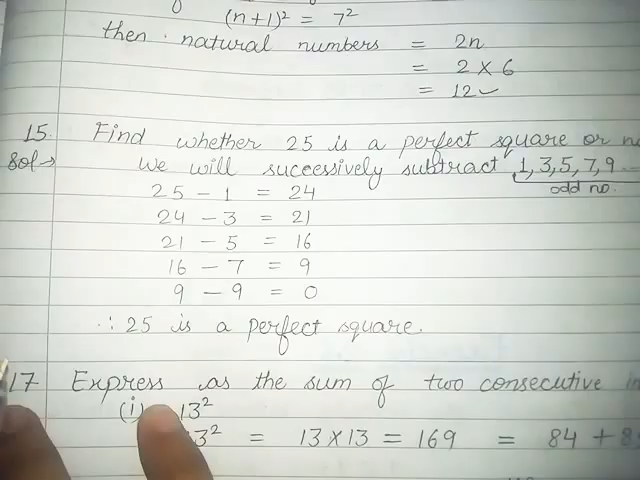 (n+1)² = 7²
then natural numbers = 2n
= 2 × 6
= 12
15. Find whether 25 is a perfect square or
Sol→ we will successively subtract 1, 3, 5, 7, 9
odd no.
25 - 1 = 24
24 - 3 = 21
21 - 5 = 16
16 - 7 = 9
9 - 9 = 0
∴ 25 is a perfect square.
17 Express as the sum of two consecutive
(i) 13²
3² = 13 × 13 = 169 = 84 +